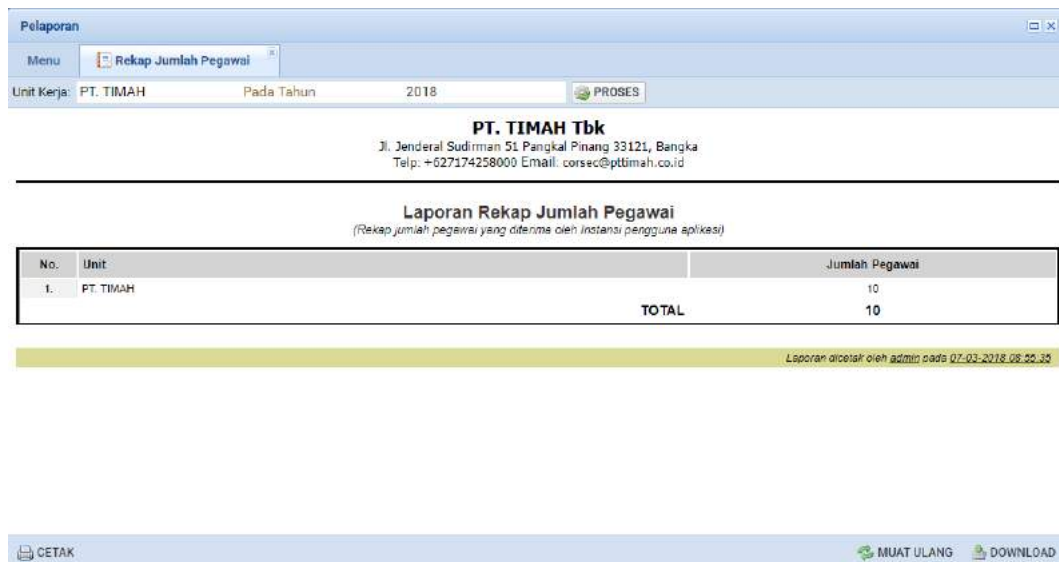 Pelaporan
Menu Rekap Jumlah Pegawai
Unit Kerja: PT. TIMAH Pada Tahun 2018 PROSES
PT. TIMAH Tbk
Jl. Jenderal Sudirman 51 Pangkal Pinang 33121, Bangka
Telp: +627174258000 Email: corsec@pttimah.co.id
Laporan Rekap Jumlah Pegawai
(Rekap jumlah pegawai yang diterima oleh instansi pengguna aplikasi)
No. Unit Jumlah Pegawai
1. PT. TIMAH 10
TOTAL 10
Laporan dicetak oleh admin pada 07-03-2018 08:55:35
CETAK MUAT ULANG DOWNLOAD